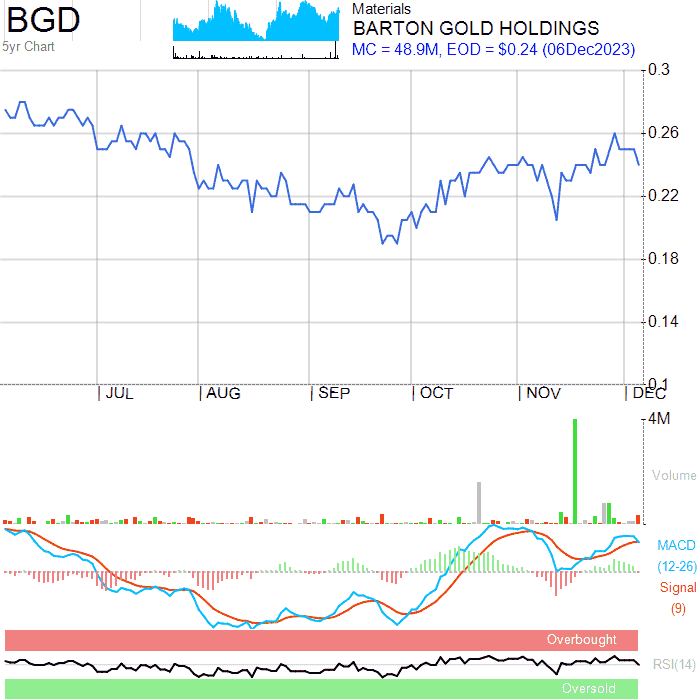 BGD
5yr Chart
Materials
BARTON GOLD HOLDINGS
MC = 48.9M, EOD = $0.24 (06Dec2023)
0.3
0.26
0.22
0.18
0.14
0.1
JUL AUG SEP OCT NOV DEC
4M
Volume
MACD
(12-26)
Signal
(9)
Overbought
RSI(14)
Oversold